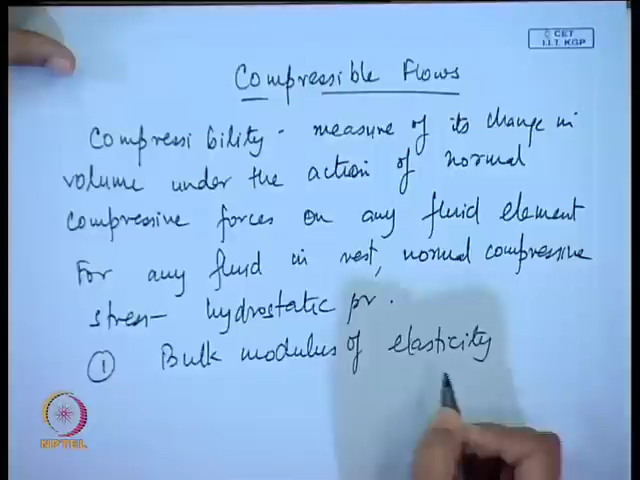 © CET
I.I.T. KGP
Compressible Flows
Compressibility - measure of its change in
volume under the action of normal
compressive forces on any fluid element
For any fluid in rest, normal compressive
stress - hydrostatic pr.
① Bulk modulus of elasticity
NPTEL